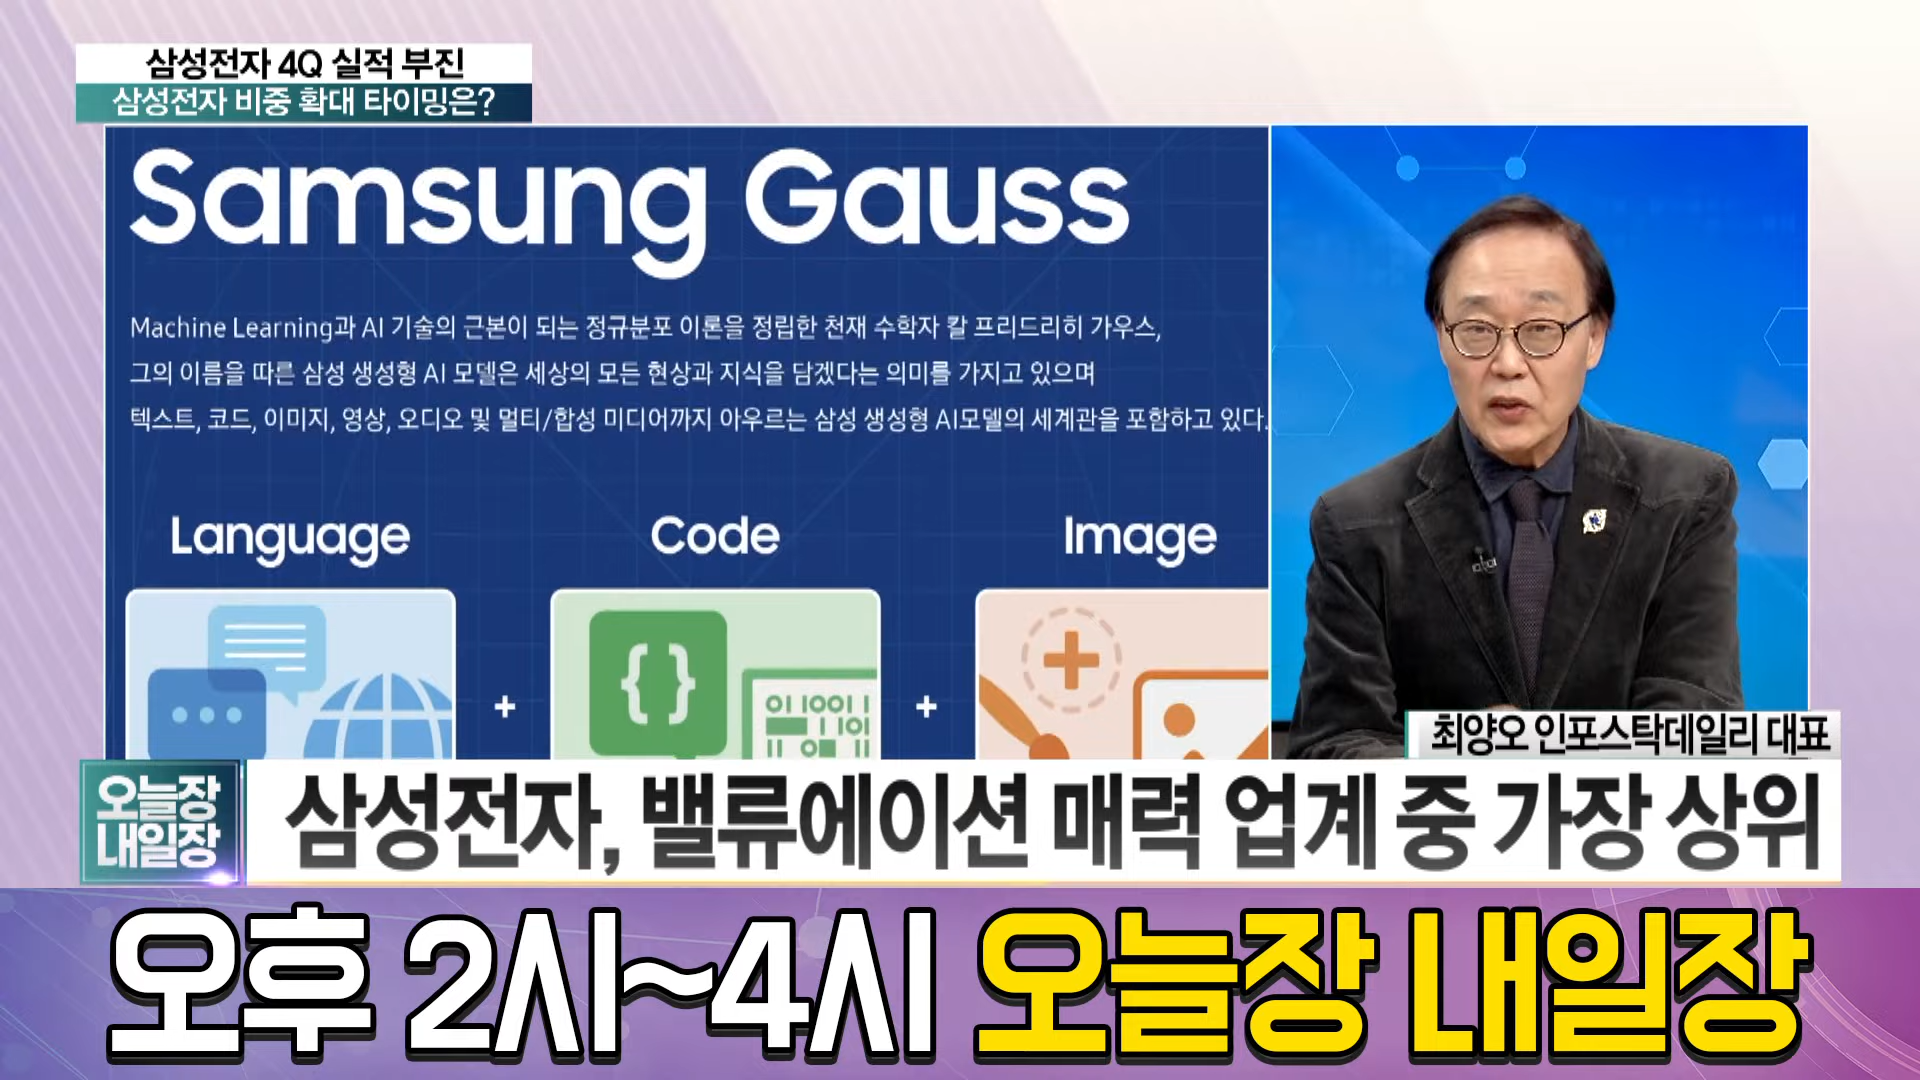 삼성전자 4Q 실적 부진
삼성전자 비중 확대 타이밍은?
Samsung Gauss
Machine Learning과 AI 기술의 근본이 되는 정규분포 이론을 정립한 천재 수학자 칼 프리드리히 가우스,
그의 이름을 따른 삼성 생성형 AI 모델은 세상의 모든 현상과 지식을 담겠다는 의미를 가지고 있으며
텍스트, 코드, 이미지, 영상, 오디오 및 멀티/합성 미디어까지 아우르는 삼성 생성형 AI모델의 세계관을 포함하고 있다.
Language
Code
Image
+
+
{}
최양오 인포스탁데일리 대표
오늘장
내일장
삼성전자, 밸류에이션 매력 업계 중 가장 상위
오후 2시~4시 오늘장 내일장